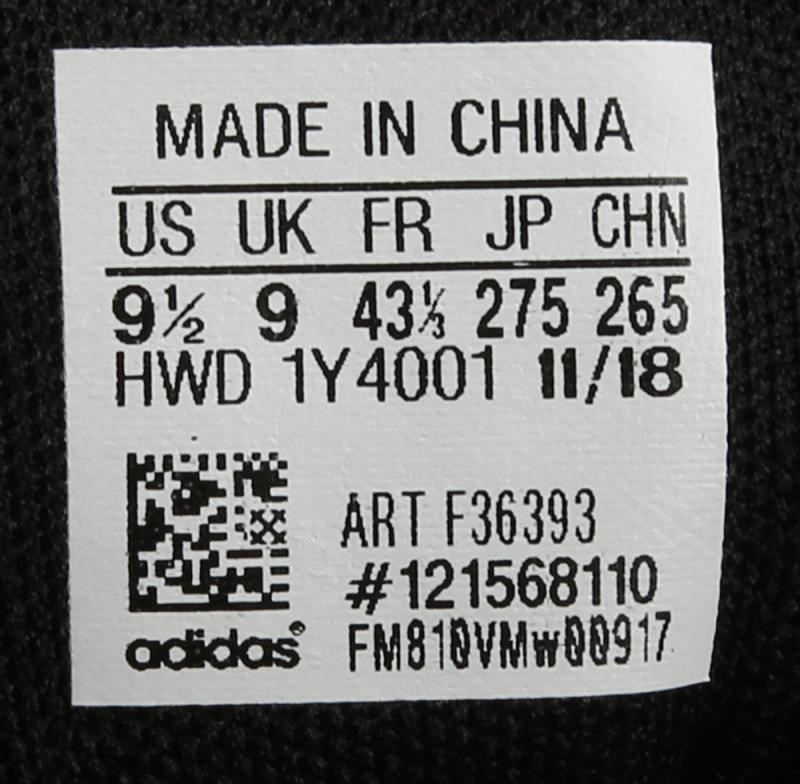 MADE IN CHINA
US UK FR JP CHN
9½ 9 43⅓ 275 265
HWD 1Y4001 11/18
ART F36393
#121568110
adidas® FM810VMw00917